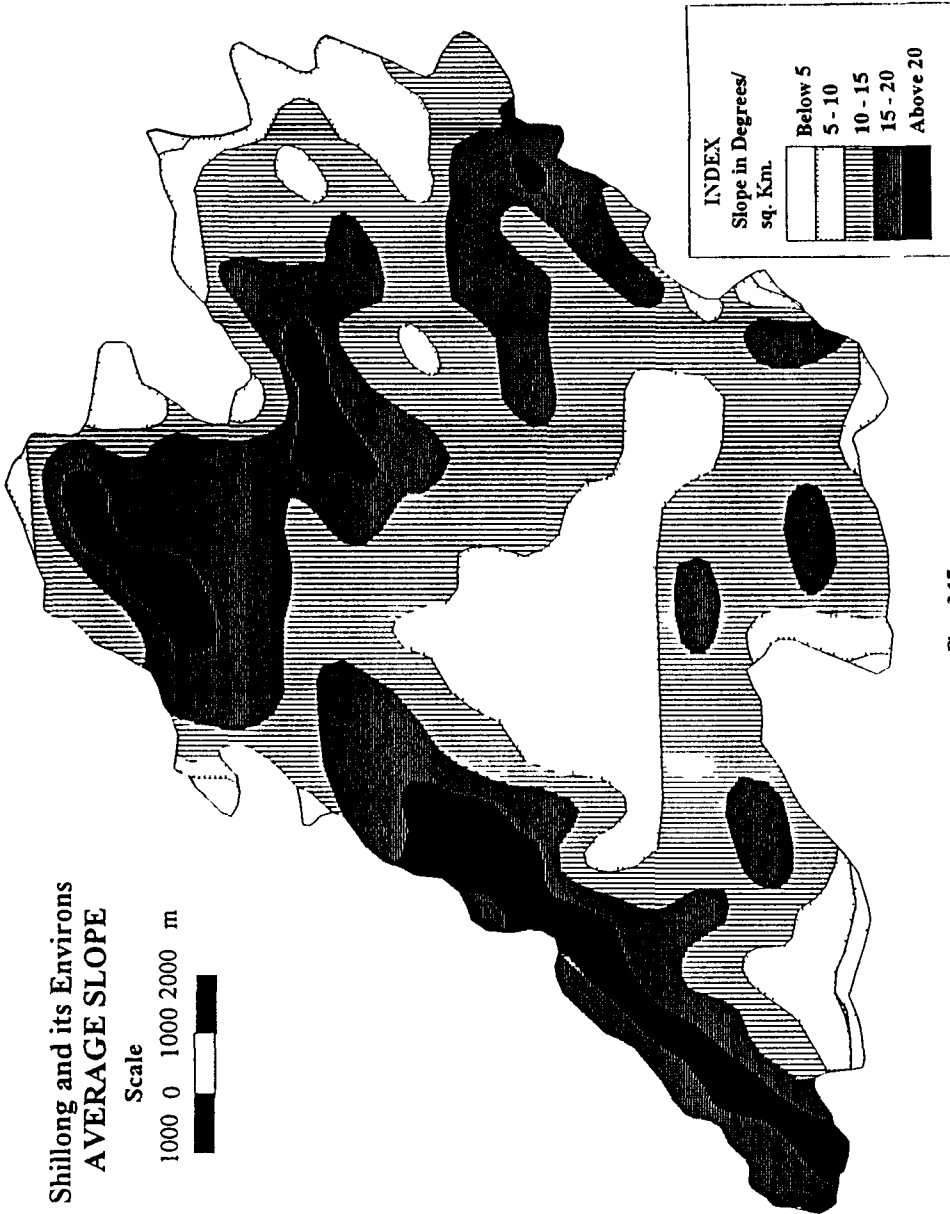 Shillong and its Environs
AVERAGE SLOPE
Scale
1000 0 1000 2000 m
INDEX
Slope in Degrees/
sq. Km.
Below 5
5 - 10
10 - 15
15 - 20
Above 20